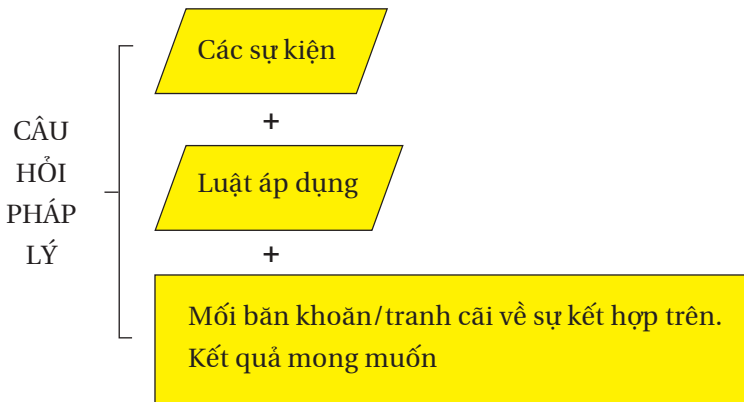 CÂU
HỎI
PHÁP
LÝ
Các sự kiện
+
Luật áp dụng
+
Mối băn khoăn/tranh cãi về sự kết hợp trên.
Kết quả mong muốn